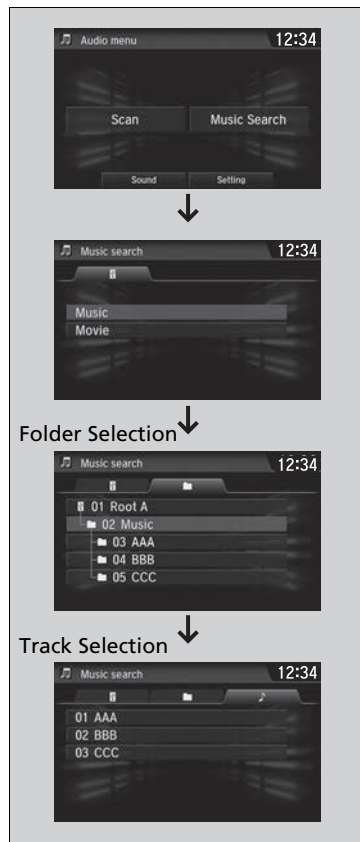 Audio menu 12:34
Scan Music Search
Sound Setting
Music search 12:34
Music
Movie
Folder Selection
Music search 12:34
01 Root A
02 Music
03 AAA
04 BBB
05 CCC
Track Selection
Music search 12:34
01 AAA
02 BBB
03 CCC